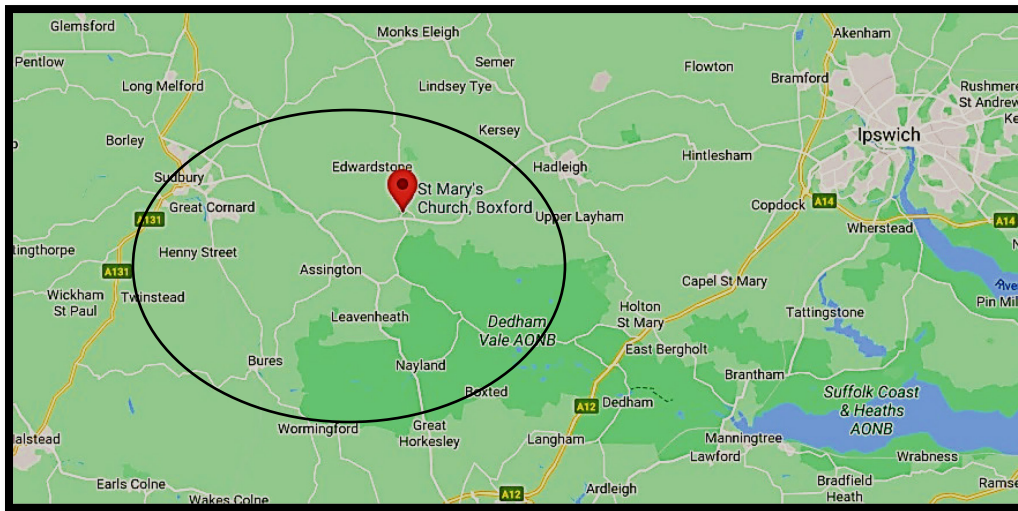 Glemsford
Monks Eleigh
Akenham
Pentlow
Semer
Flowton
Bramford
Long Melford
Lindsey Tye
Rushmere
St Andrew
Borley
Kersey
Ipswich
Edwardstone
Hadleigh
Hintlesham
Sudbury
St Mary's
Church, Boxford
Great Cornard
Upper Layham
Copdock
A14
A131
A14
Wherstead
tingthorpe
Henny Street
Assington
A131
Capel St Mary
Wickham
St Paul
Twinstead
Pin Mil
Holton
St Mary
Tattingstone
Leavenheath
Dedham
Vale AONB
East Bergholt
Bures
Nayland
Brantham
Boxted
Suffolk Coast
& Heaths
AONB
A12
Dedham
Wormingford
Great
Horkesley
Langham
Manningtree
Halstead
Lawford
Wrabness
Earls Colne
Ardleigh
Bradfield
Heath
Ramse
Wakes Colne
A12